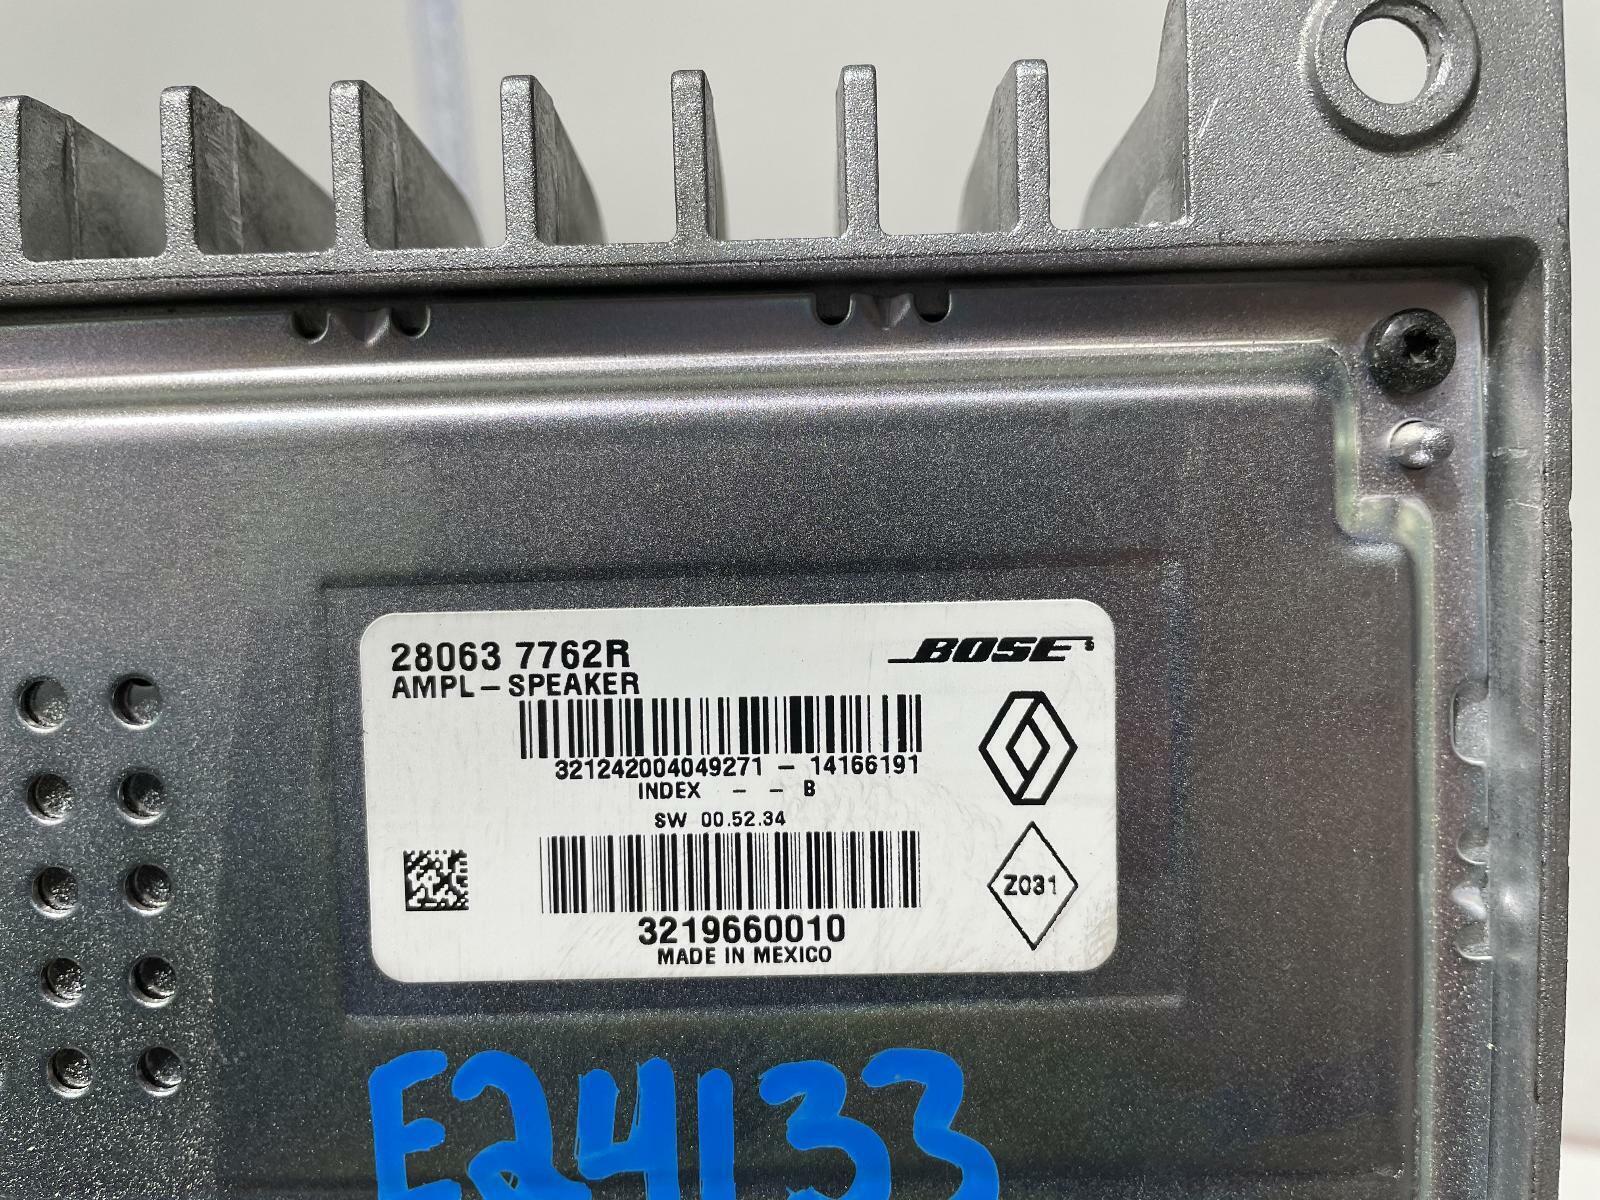 28063 7762R
BOSE
AMPL-SPEAKER
321242004049271 - 14166191
INDEX - - B
SW 00.52.34
Z031
3219660010
MADE IN MEXICO
E24133